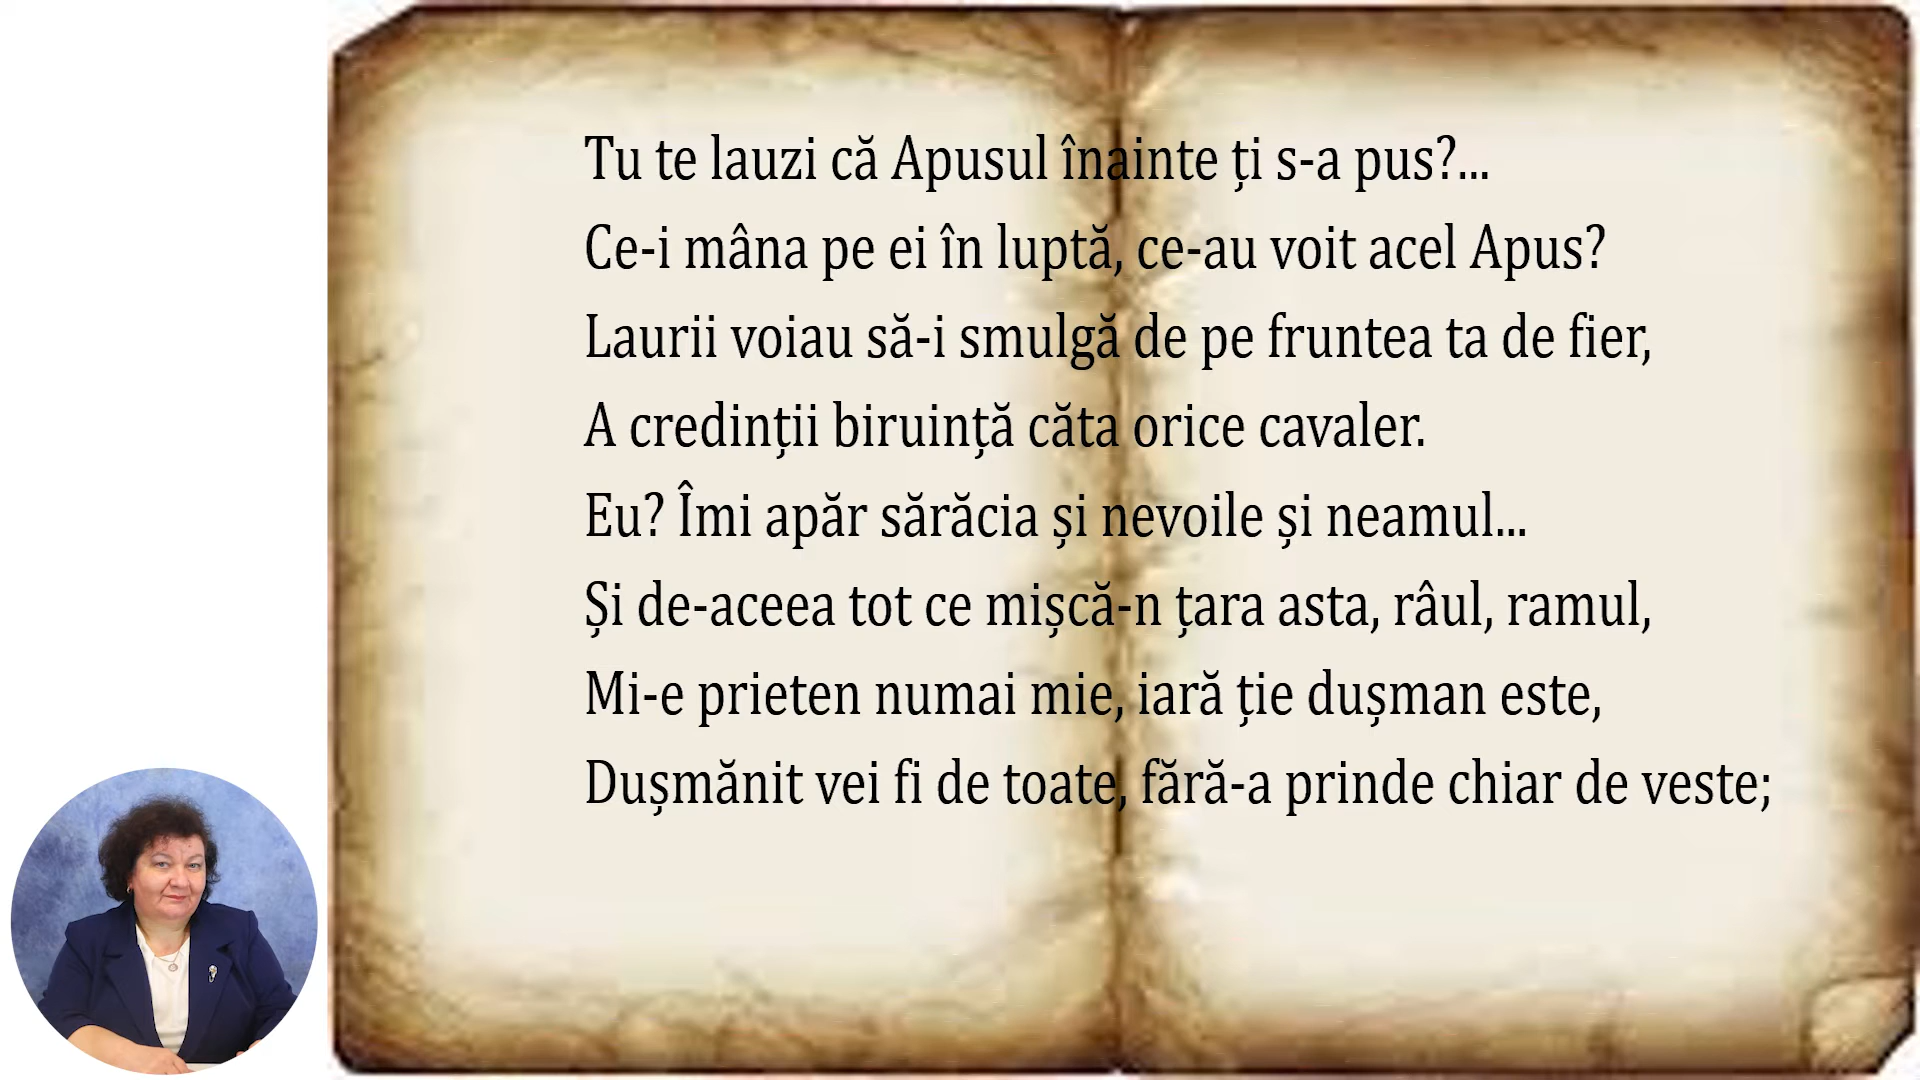 Tu te lauzi că Apusul înainte ți s-a pus?...
Ce-i mâna pe ei în luptă, ce-au voit acel Apus?
Laurii voiau să-i smulgă de pe fruntea ta de fier,
A credinții biruință căta orice cavaler.
Eu? Îmi apăr sărăcia și nevoile și neamul...
Și de-aceea tot ce mișcă-n țara asta, râul, ramul,
Mi-e prieten numai mie, iară ție dușman este,
Dușmănit vei fi de toate, fără-a prinde chiar de veste;